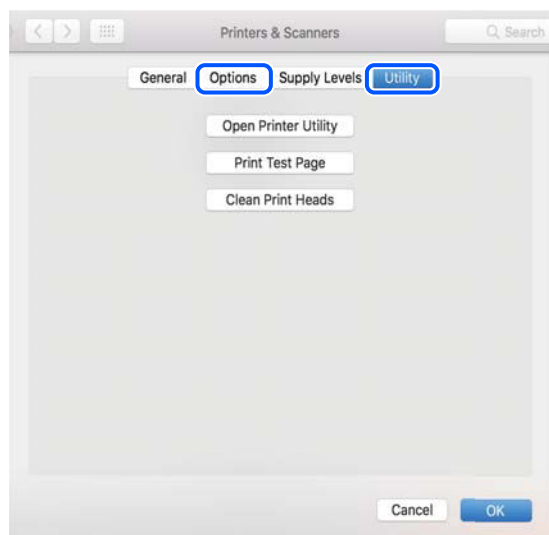 Printers & Scanners
Search
General Options Supply Levels Utility
Open Printer Utility
Print Test Page
Clean Print Heads
Cancel OK